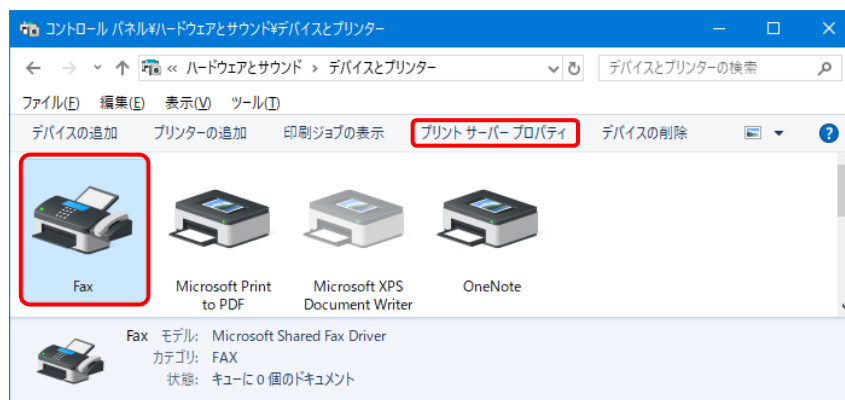 コントロール パネル¥ハードウェアとサウンド¥デバイスとプリンター
« ハードウェアとサウンド › デバイスとプリンター デバイスとプリンターの検索
ファイル(F) 編集(E) 表示(V) ツール(T)
デバイスの追加 プリンターの追加 印刷ジョブの表示 プリント サーバー プロパティ デバイスの削除 ?
Fax Microsoft Print Microsoft XPS OneNote
to PDF Document Writer
Fax モデル: Microsoft Shared Fax Driver
カテゴリ: FAX
状態: キューに 0 個のドキュメント